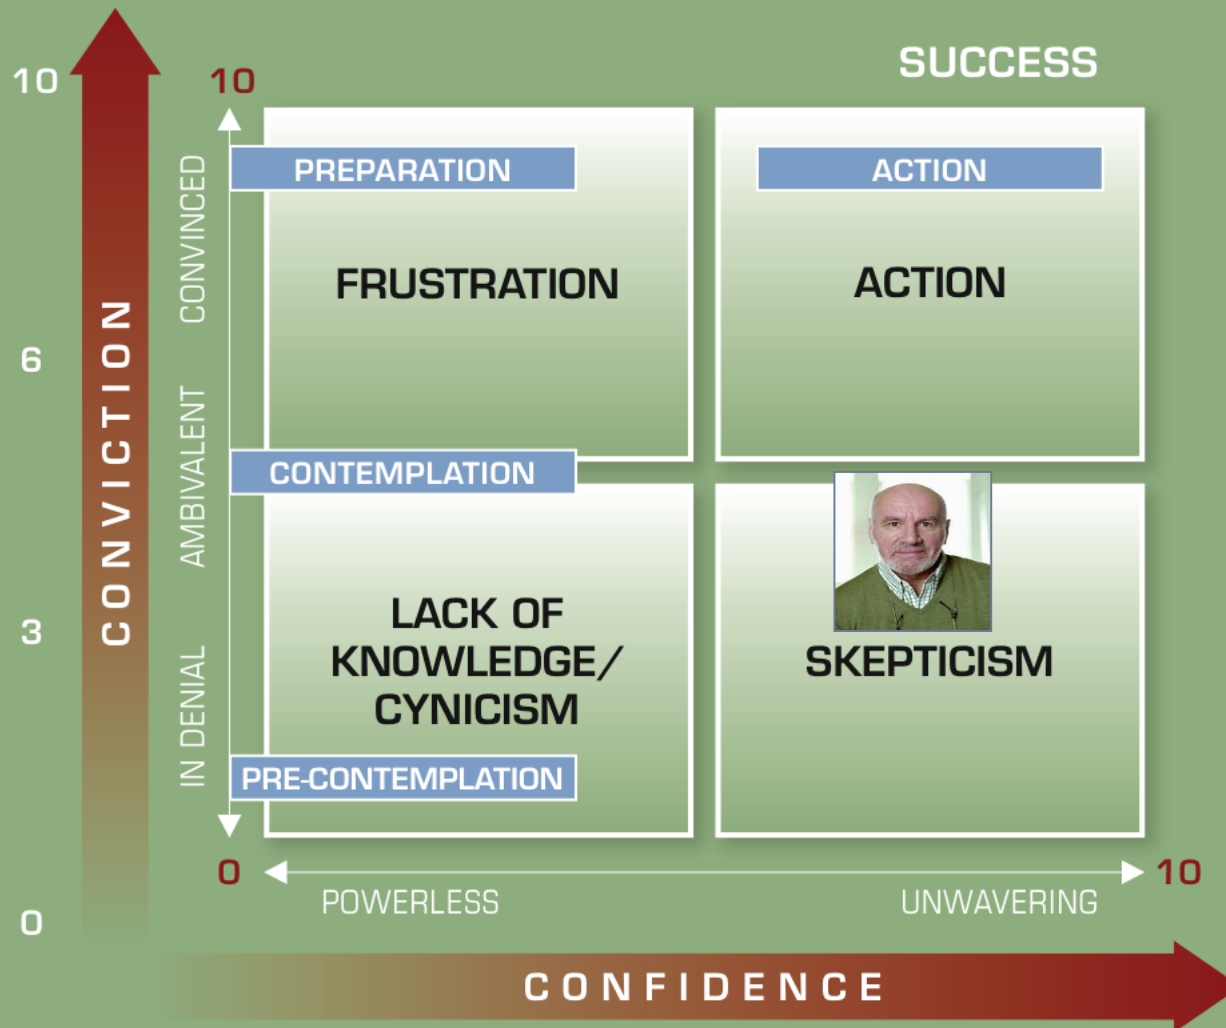 SUCCESS
10
10
PREPARATION
ACTION
CONVINCED
FRUSTRATION
ACTION
CONVICTION
6
AMBIVALENT
CONTEMPLATION
LACK OF
KNOWLEDGE/
CYNICISM
SKEPTICISM
3
IN DENIAL
PRE-CONTEMPLATION
0
10
POWERLESS
UNWAVERING
0
CONFIDENCE